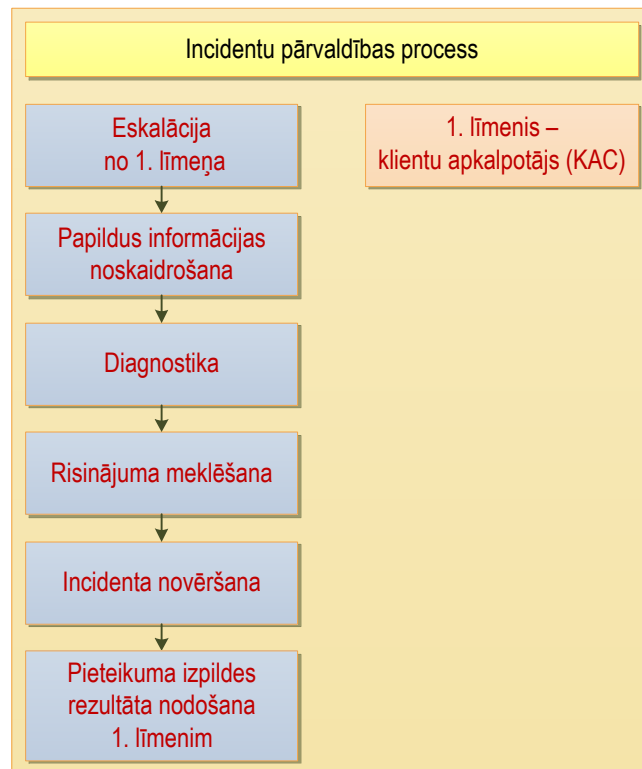 Incidentu pārvaldības process
Eskalācija
no 1. līmeņa
1. līmenis –
klientu apkalpotājs (KAC)
Papildus informācijas
noskaidrošana
Diagnostika
Risinājuma meklēšana
Incidenta novēršana
Pieteikuma izpildes
rezultāta nodošana
1. līmenim